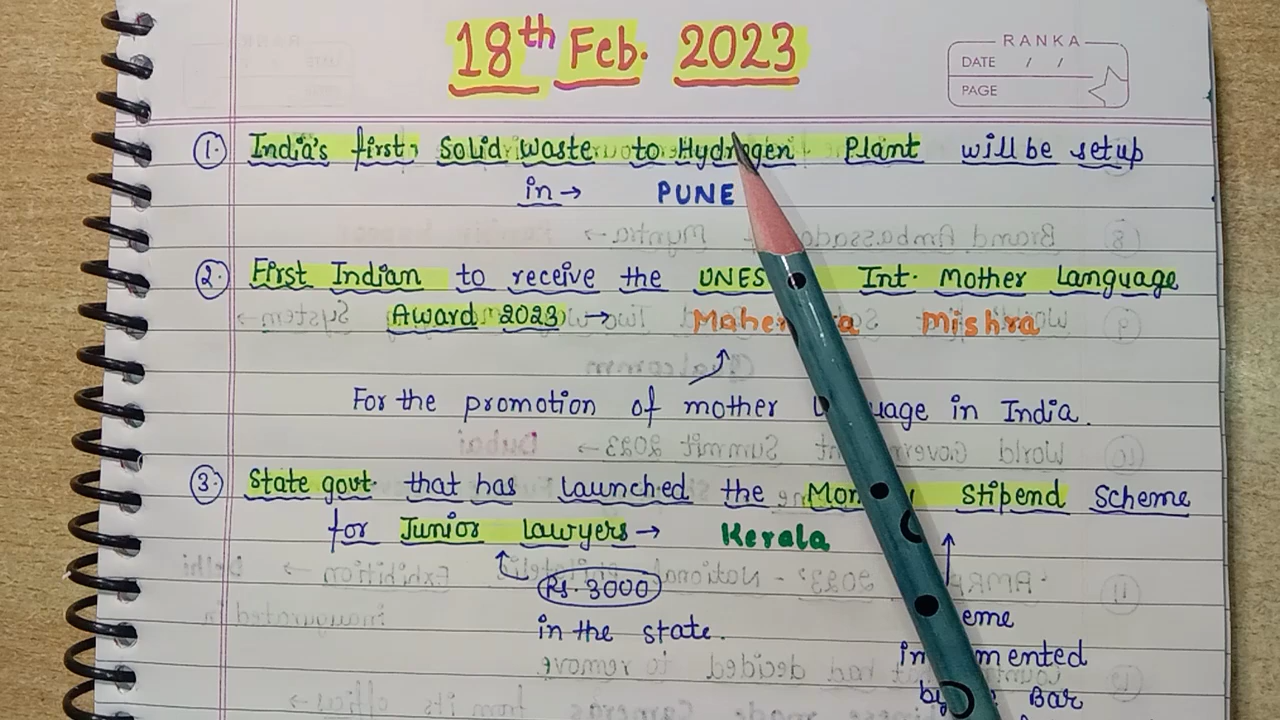 18th Feb. 2023
RANKA
DATE / /
PAGE
1. India's first, Solid waste to Hydrogen Plant will be setup
in → PUNE
2. First Indian to receive the UNES Int. Mother Language
Award 2023 → Mahe a Mishra
For the promotion of mother uage in India.
3. State govt. that has launched the Mon Stipend Scheme
for Junior Lawyers → Kerala
Rs. 3000
in the state.
eme
im mented
by Bar